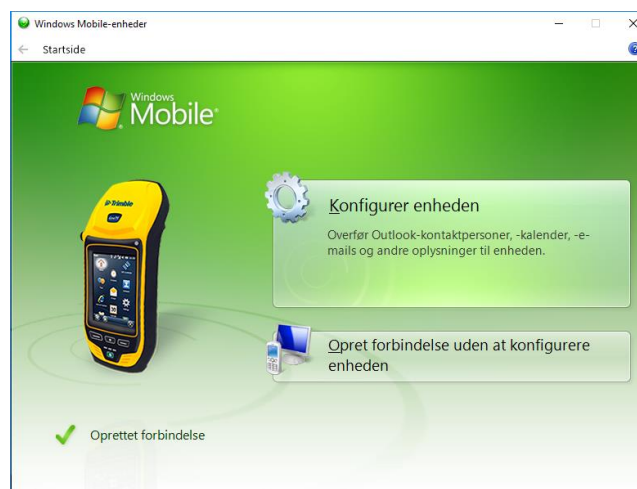 Windows Mobile-enheder
Startside
Windows
Mobile
Trimble
Konfigurer enheden
Overfør Outlook-kontaktpersoner, -kalender, -e-
mails og andre oplysninger til enheden.
Opret forbindelse uden at konfigurere
enheden
Oprettet forbindelse